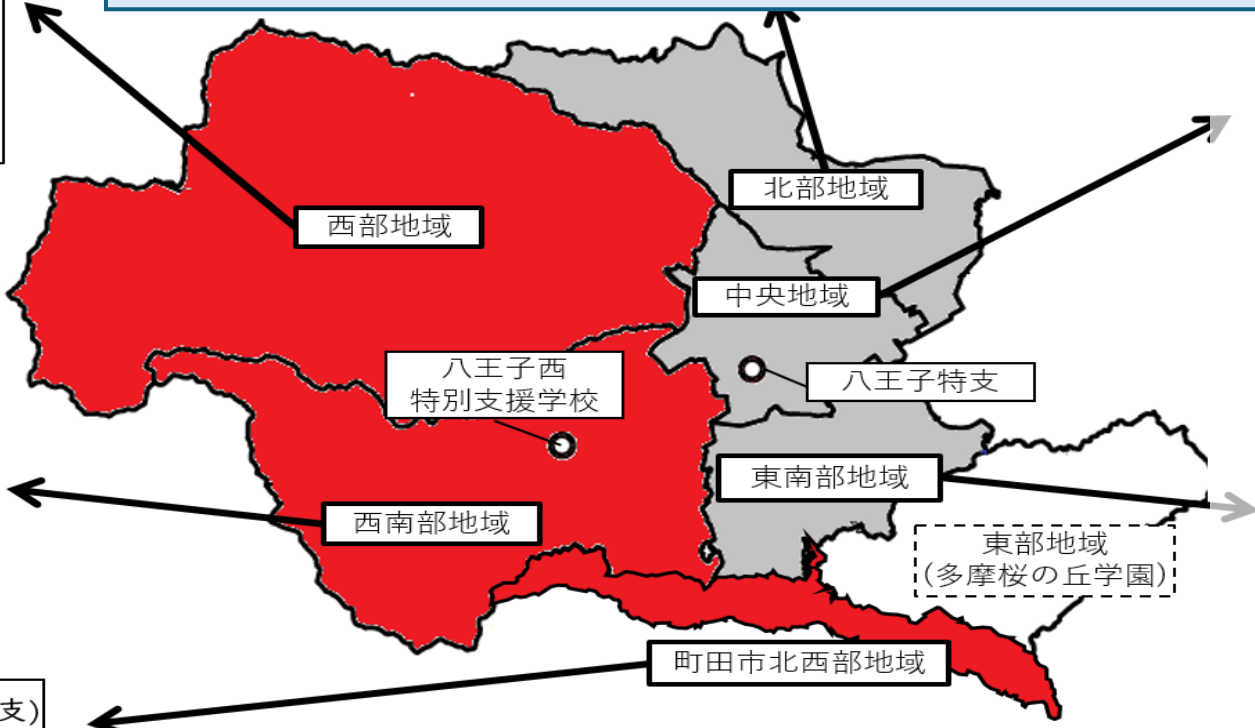 北部地域
西部地域
中央地域
八王子西
特別支援学校
八王子特支
東南部地域
西南部地域
東部地域
(多摩桜の丘学園)
町田市北西部地域
支)